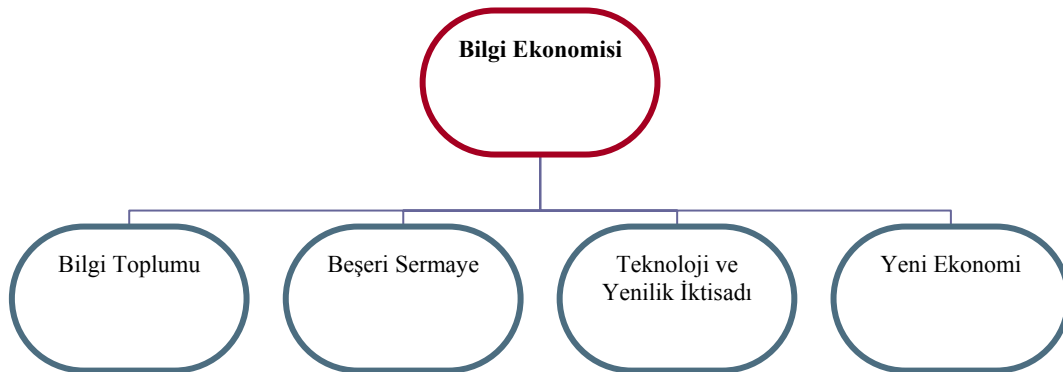 Bilgi Ekonomisi
Bilgi Toplumu
Beşeri Sermaye
Teknoloji ve
Yenilik İktisadı
Yeni Ekonomi